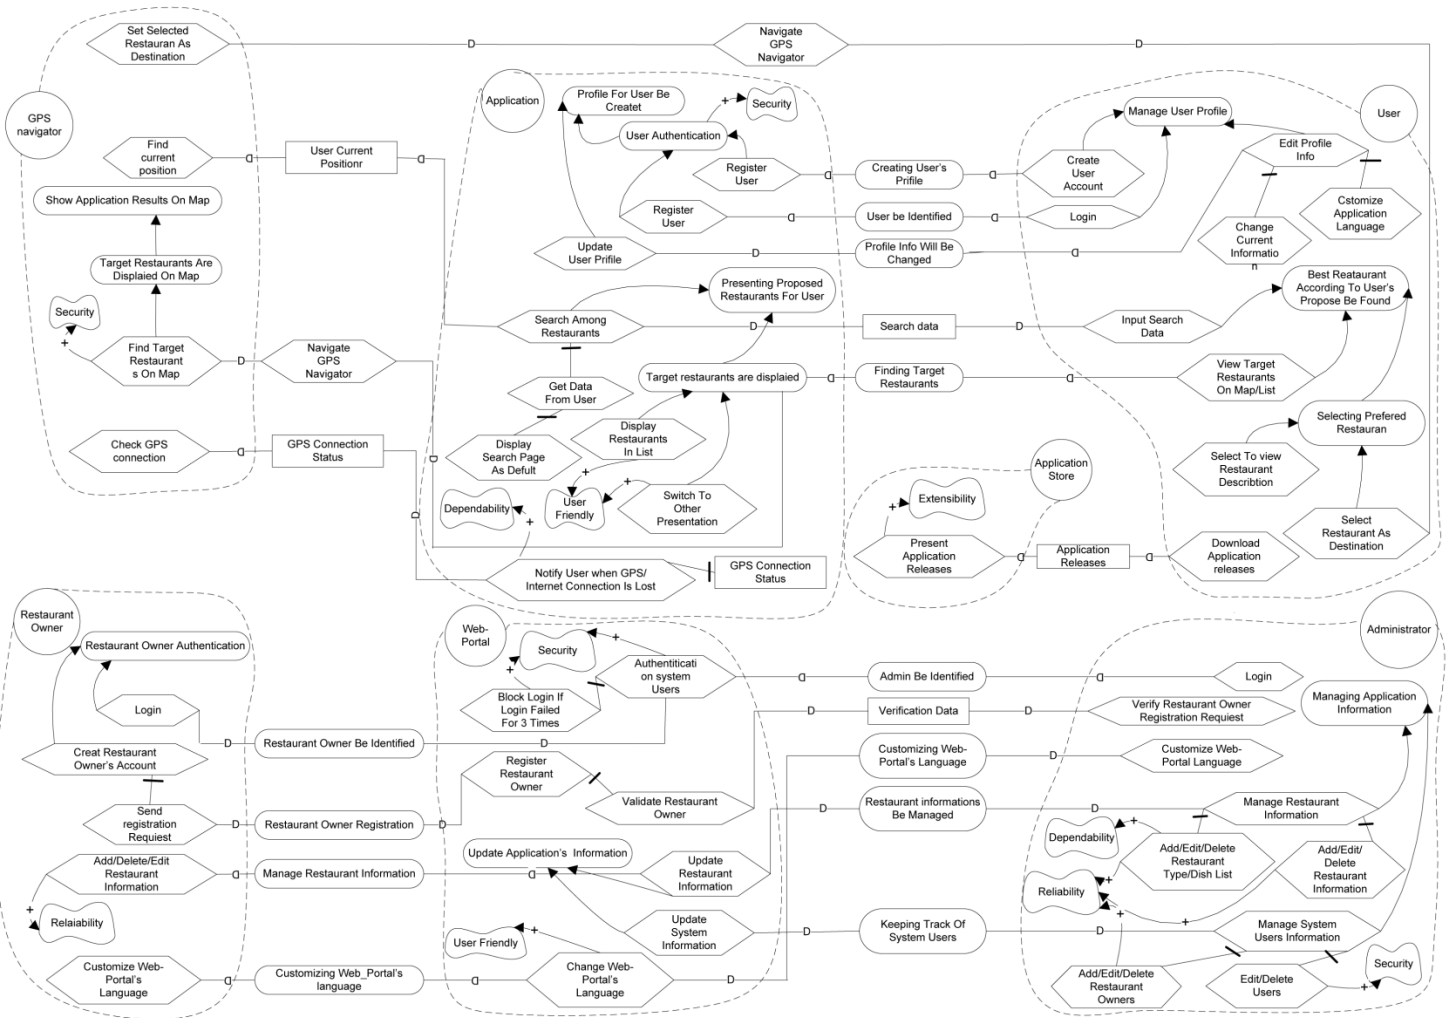 Set Selected
Restauran As
Destination
D
Navigate
GPS
Navigator
D
GPS
navigator
Application
Profile For User Be
Createt
+
Security
User Authentication
Manage User Profile
User
Find
current
position
D
User Current
Positionr
D
Register
User
D
Creating User's
Prifile
D
Create
User
Account
Edit Profile
Info
Show Application Results On Map
Register
User
D
User be Identified
D
Login
Cstomize
Application
Language
Change
Current
Informatio
n
Update
User Prifile
D
Profile Info Will Be
Changed
D
Target Restaurants Are
Displaied On Map
Presenting Proposed
Restaurants For User
Best Reataurant
According To User's
Propose Be Found
Security
+
Search Among
Restaurants
D
Search data
D
Input Search
Data
Find Target
Restaurant
s On Map
D
Navigate
GPS
Navigator
Get Data
From User
Target restaurants are displaied
D
Finding Target
Restaurants
D
View Target
Restaurants
On Map/List
Selecting Prefered
Restauran
Check GPS
connection
D
GPS Connection
Status
D
Display
Search Page
As Defult
Display
Restaurants
In List
+
Select To view
Restaurant
Describtion
Application
Store
Dependability
+
User
Friendly
+
Switch To
Other
Presentation
+
Extensibility
D
Select
Restaurant As
Destination
Present
Application
Releases
D
Application
Releases
D
Download
Application
releases
Notify User when GPS/
Internet Connection Is Lost
GPS Connection
Status
Restaurant
Owner
Web-
Portal
Administrator
Restaurant Owner Authentication
Security
+
+
Authentiticati
on system
Users
D
Admin Be Identified
D
Login
Block Login If
Login Failed
For 3 Times
Managing Application
Information
Login
D
Verification Data
D
Verify Restaurant Owner
Registration Requiest
D
Restaurant Owner Be Identified
D
Creat Restaurant
Owner's Account
Register
Restaurant
Owner
Customizing Web-
Portal's Language
D
Customize Web-
Portal Language
Validate Restaurant
Owner
D
Restaurant informations
Be Managed
D
Manage Restaurant
Information
Send
registration
Requiest
D
Restaurant Owner Registration
D
Dependability
+
Update Application's Information
Add/Edit/Delete
Restaurant
Type/Dish List
Add/Edit/
Delete
Restaurant
Information
Add/Delete/Edit
Restaurant
Information
D
Manage Restaurant Information
D
Update
Restaurant
Information
Reliability
+
+
+
+
Relaiability
Update
System
Information
D
Keeping Track Of
System Users
D
Manage System
Users Information
User Friendly
+
Security
+
Customize Web-
Portal's
Language
D
Customizing Web_Portal's
language
D
Change Web-
Portal's
Language
D
Add/Edit/Delete
Restaurant
Owners
Edit/Delete
Users